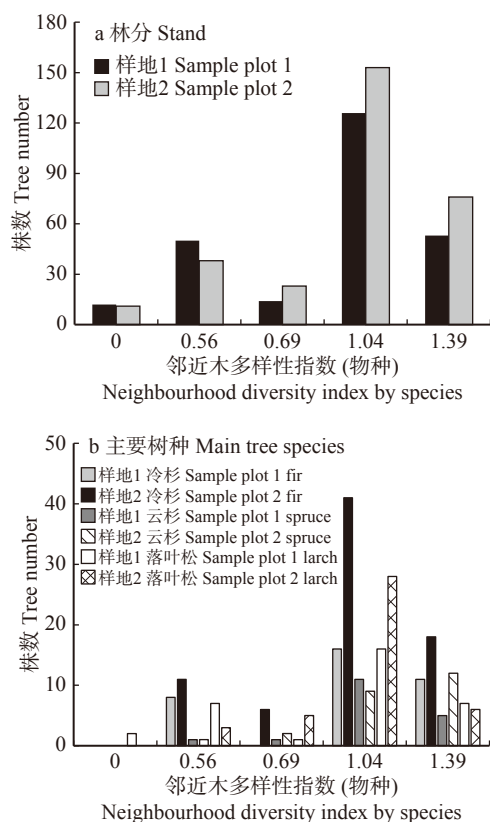 a 林分 Stand
样地1 Sample plot 1
样地2 Sample plot 2
株数 Tree number
180
150
120
90
60
30
0
0 0.56 0.69 1.04 1.39
邻近木多样性指数 (物种)
Neighbourhood diversity index by species
b 主要树种 Main tree species
样地1 冷杉 Sample plot 1 fir
样地2 冷杉 Sample plot 2 fir
样地1 云杉 Sample plot 1 spruce
样地2 云杉 Sample plot 2 spruce
样地1 落叶松 Sample plot 1 larch
样地2 落叶松 Sample plot 2 larch
株数 Tree number
50
40
30
20
10
0
0 0.56 0.69 1.04 1.39
邻近木多样性指数 (物种)
Neighbourhood diversity index by species